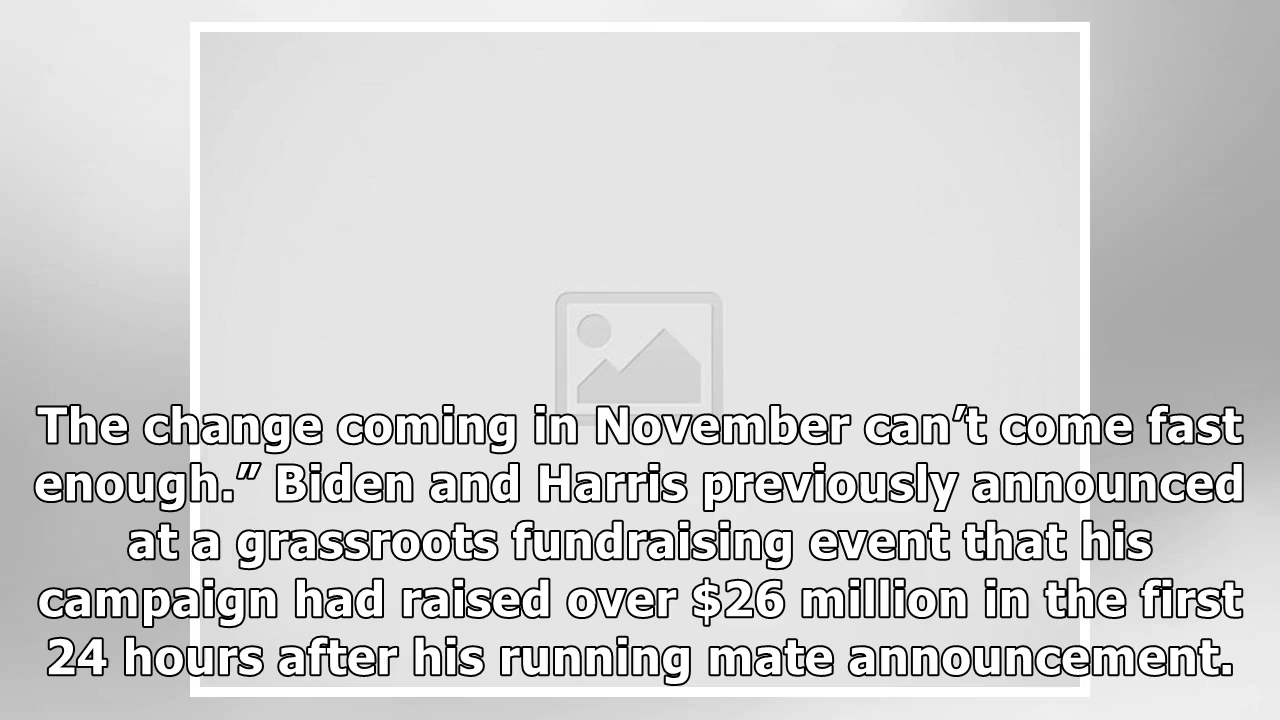 The change coming in November can’t come fast
enough.” Biden and Harris previously announced
at a grassroots fundraising event that his
campaign had raised over $26 million in the first
24 hours after his running mate announcement.